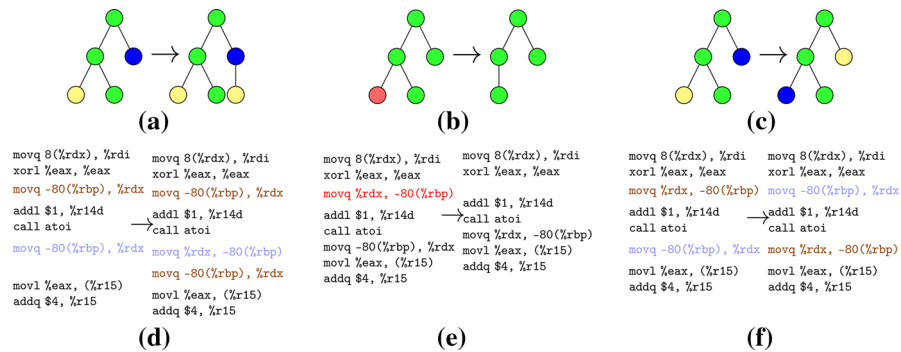 (a)
(b)
(c)
movq 8(%rdx), %rdi
xorl %eax, %eax
movq -80(%rbp), %rdx
addl $1, %r14d
call atoi
movq -80(%rbp), %rdx
movl %eax, (%r15)
addq $4, %r15
movq 8(%rdx), %rdi
xorl %eax, %eax
movq -80(%rbp), %rdx
addl $1, %r14d
call atoi
movq %rdx, -80(%rbp)
movq -80(%rbp), %rdx
movl %eax, (%r15)
addq $4, %r15
(d)
movq 8(%rdx), %rdi
xorl %eax, %eax
movq %rdx, -80(%rbp)
addl $1, %r14d
call atoi
movq -80(%rbp), %rdx
movl %eax, (%r15)
addq $4, %r15
movq 8(%rdx), %rdi
xorl %eax, %eax
addl $1, %r14d
call atoi
movq %rdx, -80(%rbp)
movl %eax, (%r15)
addq $4, %r15
(e)
movq 8(%rdx), %rdi
xorl %eax, %eax
movq %rdx, -80(%rbp)
addl $1, %r14d
call atoi
movq -80(%rbp), %rdx
movl %eax, (%r15)
addq $4, %r15
movq 8(%rdx), %rdi
xorl %eax, %eax
movq -80(%rbp), %rdx
addl $1, %r14d
call atoi
movq %rdx, -80(%rbp)
movl %eax, (%r15)
addq $4, %r15
(f)